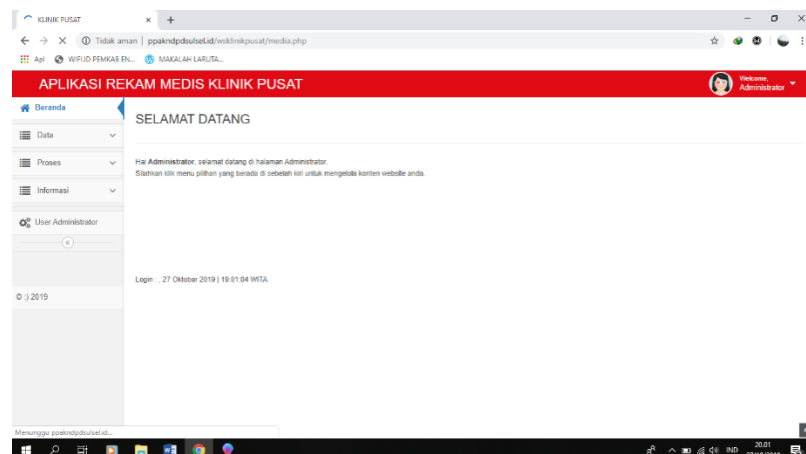 KLINIK PUSAT
Tidak aman | ppakndpdsulsel.id/wsklinikpusat/media.php
Apl WIFI.ID PEMKAB EN... MAKALAH LARUTA...
APLIKASI REKAM MEDIS KLINIK PUSAT
Welcome,
Administrator
Beranda
Data
Proses
Informasi
User Administrator
© :) 2019
SELAMAT DATANG
Hai Administrator, selamat datang di halaman Administrator.
Silahkan klik menu pilihan yang berada di sebelah kiri untuk mengelola konten website anda.
Login : , 27 Oktober 2019 | 19:01:04 WITA
Menunggu ppakndpdsulsel.id...
IND
20.01